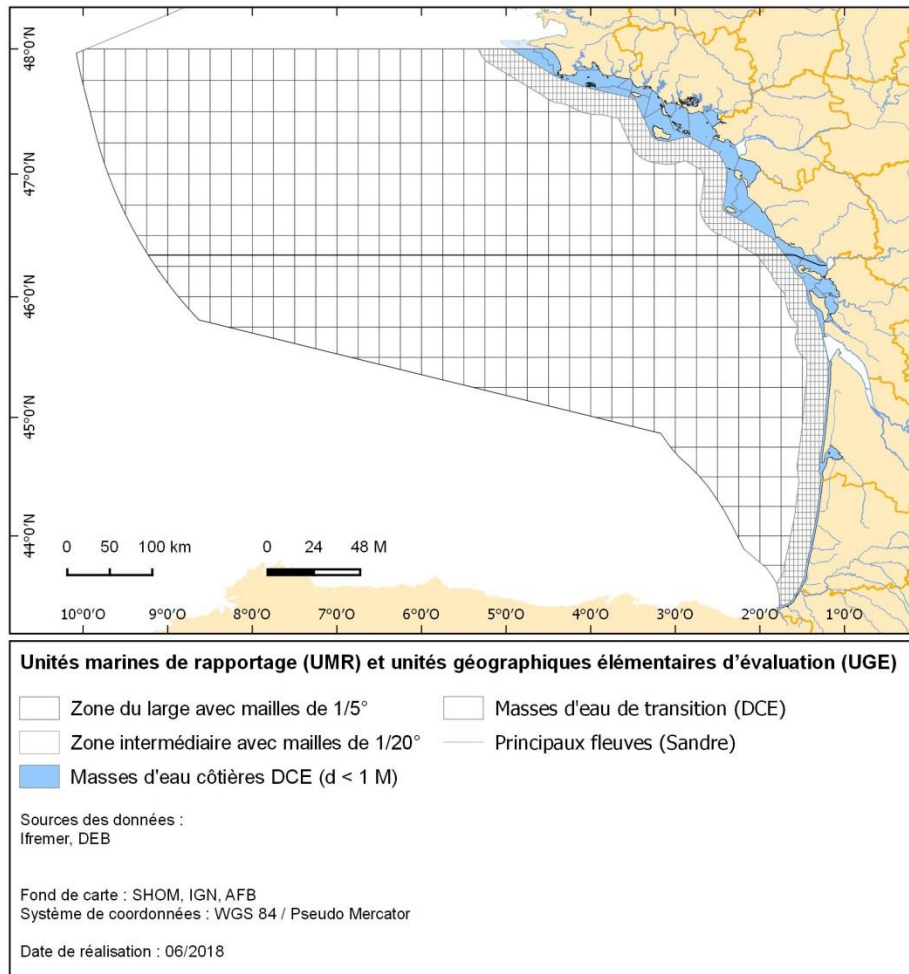 48°0'N
47°0'N
46°0'N
45°0'N
44°0'N
0 50 100 km
0 24 48 M
10°0'O 9°0'O 8°0'O 7°0'O 6°0'O 5°0'O 4°0'O 3°0'O 2°0'O 1°0'O
Unités marines de rapportage (UMR) et unités géographiques élémentaires d'évaluation (UGE)
Zone du large avec mailles de 1/5°
Zone intermédiaire avec mailles de 1/20°
Masses d'eau côtières DCE (d < 1 M)
Masses d'eau de transition (DCE)
Principaux fleuves (Sandre)
Sources des données :
Ifremer, DEB
Fond de carte : SHOM, IGN, AFB
Système de coordonnées : WGS 84 / Pseudo Mercator
Date de réalisation : 06/2018